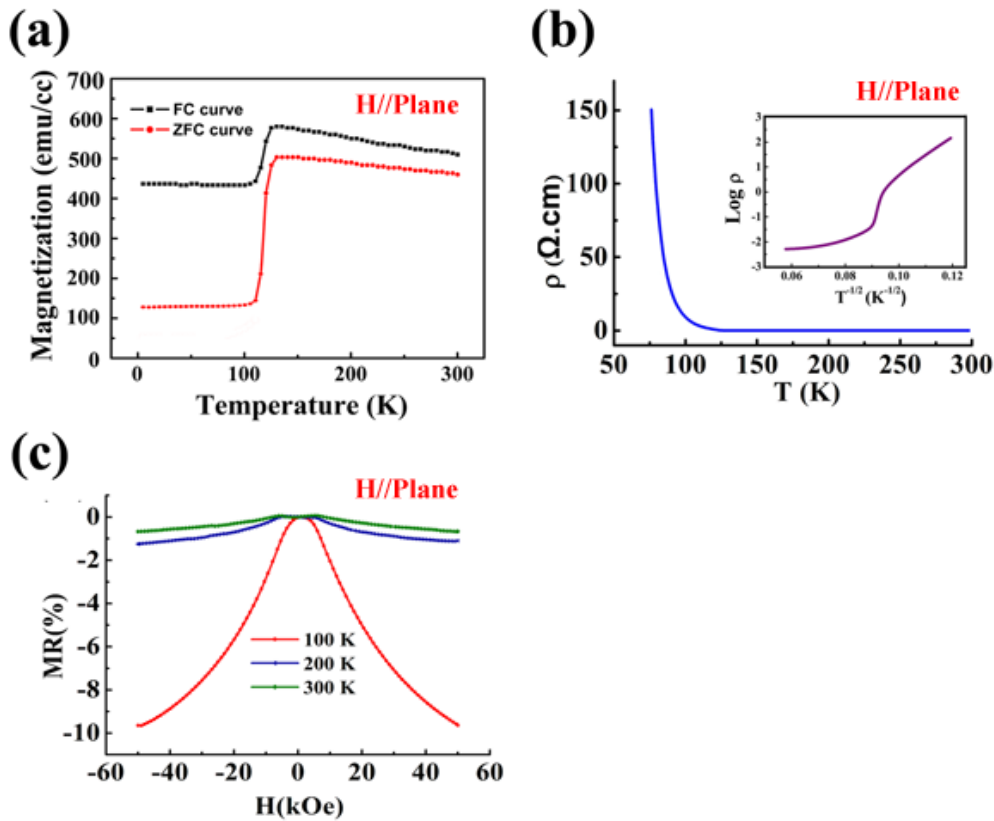 (a)
H//Plane
FC curve
ZFC curve
700
600
500
400
300
200
100
0
Magnetization (emu/cc)
0
100
200
300
Temperature (K)
(b)
H//Plane
150
100
50
0
ρ (Ω.cm)
50
100
150
200
250
300
T (K)
3
2
1
0
-1
-2
-3
Log ρ
0.06
0.08
0.10
0.12
T^-1/2 (K^-1/2)
(c)
H//Plane
0
-2
-4
-6
-8
-10
MR(%)
100 K
200 K
300 K
-60
-40
-20
0
20
40
60
H(kOe)